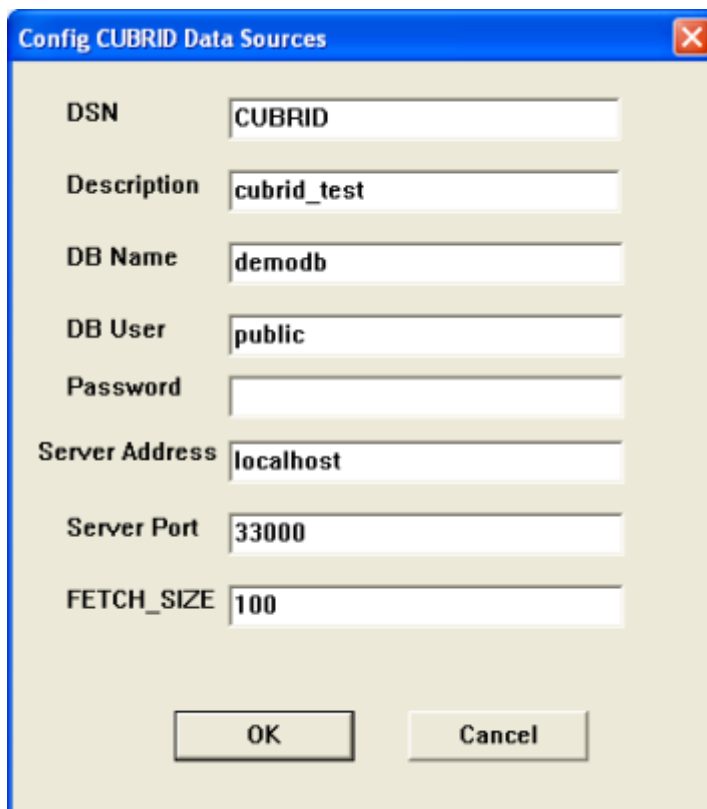 Config CUBRID Data Sources
DSN CUBRID
Description cubrid_test
DB Name demodb
DB User public
Password
Server Address localhost
Server Port 33000
FETCH_SIZE 100
OK Cancel